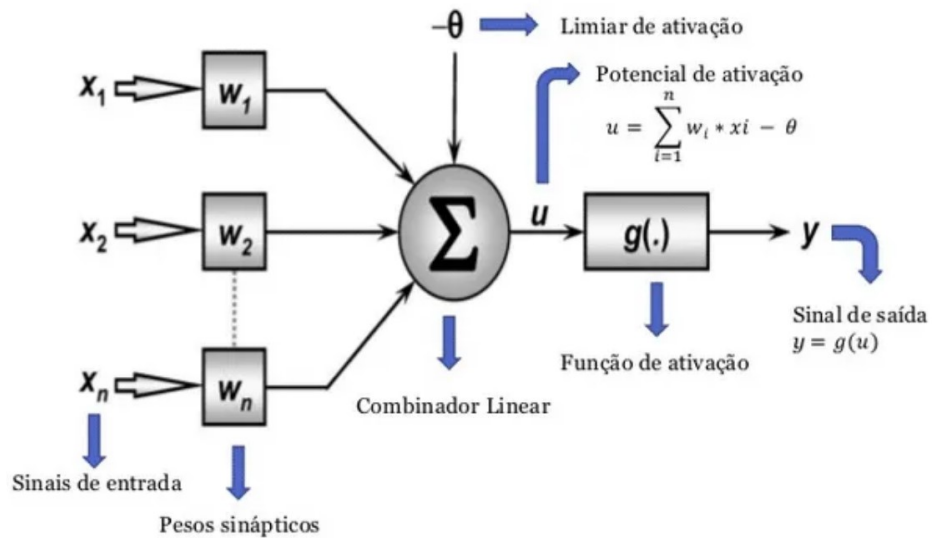 −θ
Limiar de ativação
Potencial de ativação
n
u = ∑ wᵢ * xi − θ
i=1
x₁
w₁
x₂
w₂
xₙ
wₙ
Σ
u
g(.)
y
Sinal de saída
y = g(u)
Função de ativação
Combinador Linear
Sinais de entrada
Pesos sinápticos